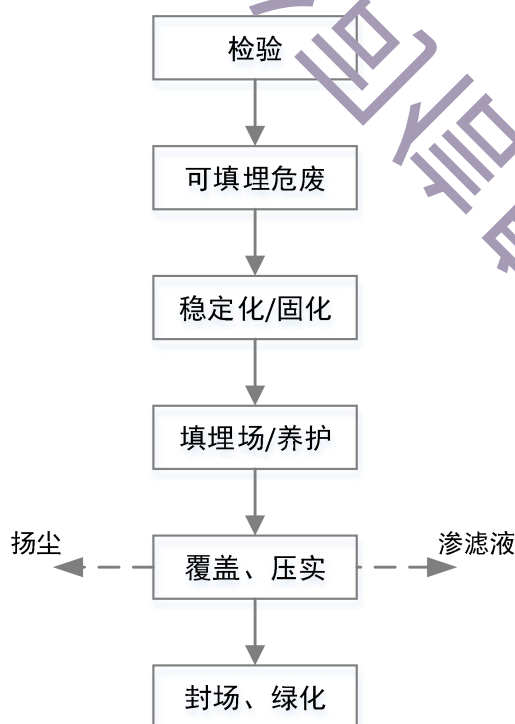 检验
可填埋危废
稳定化/固化
填埋场/养护
扬尘
渗滤液
覆盖、压实
封场、绿化